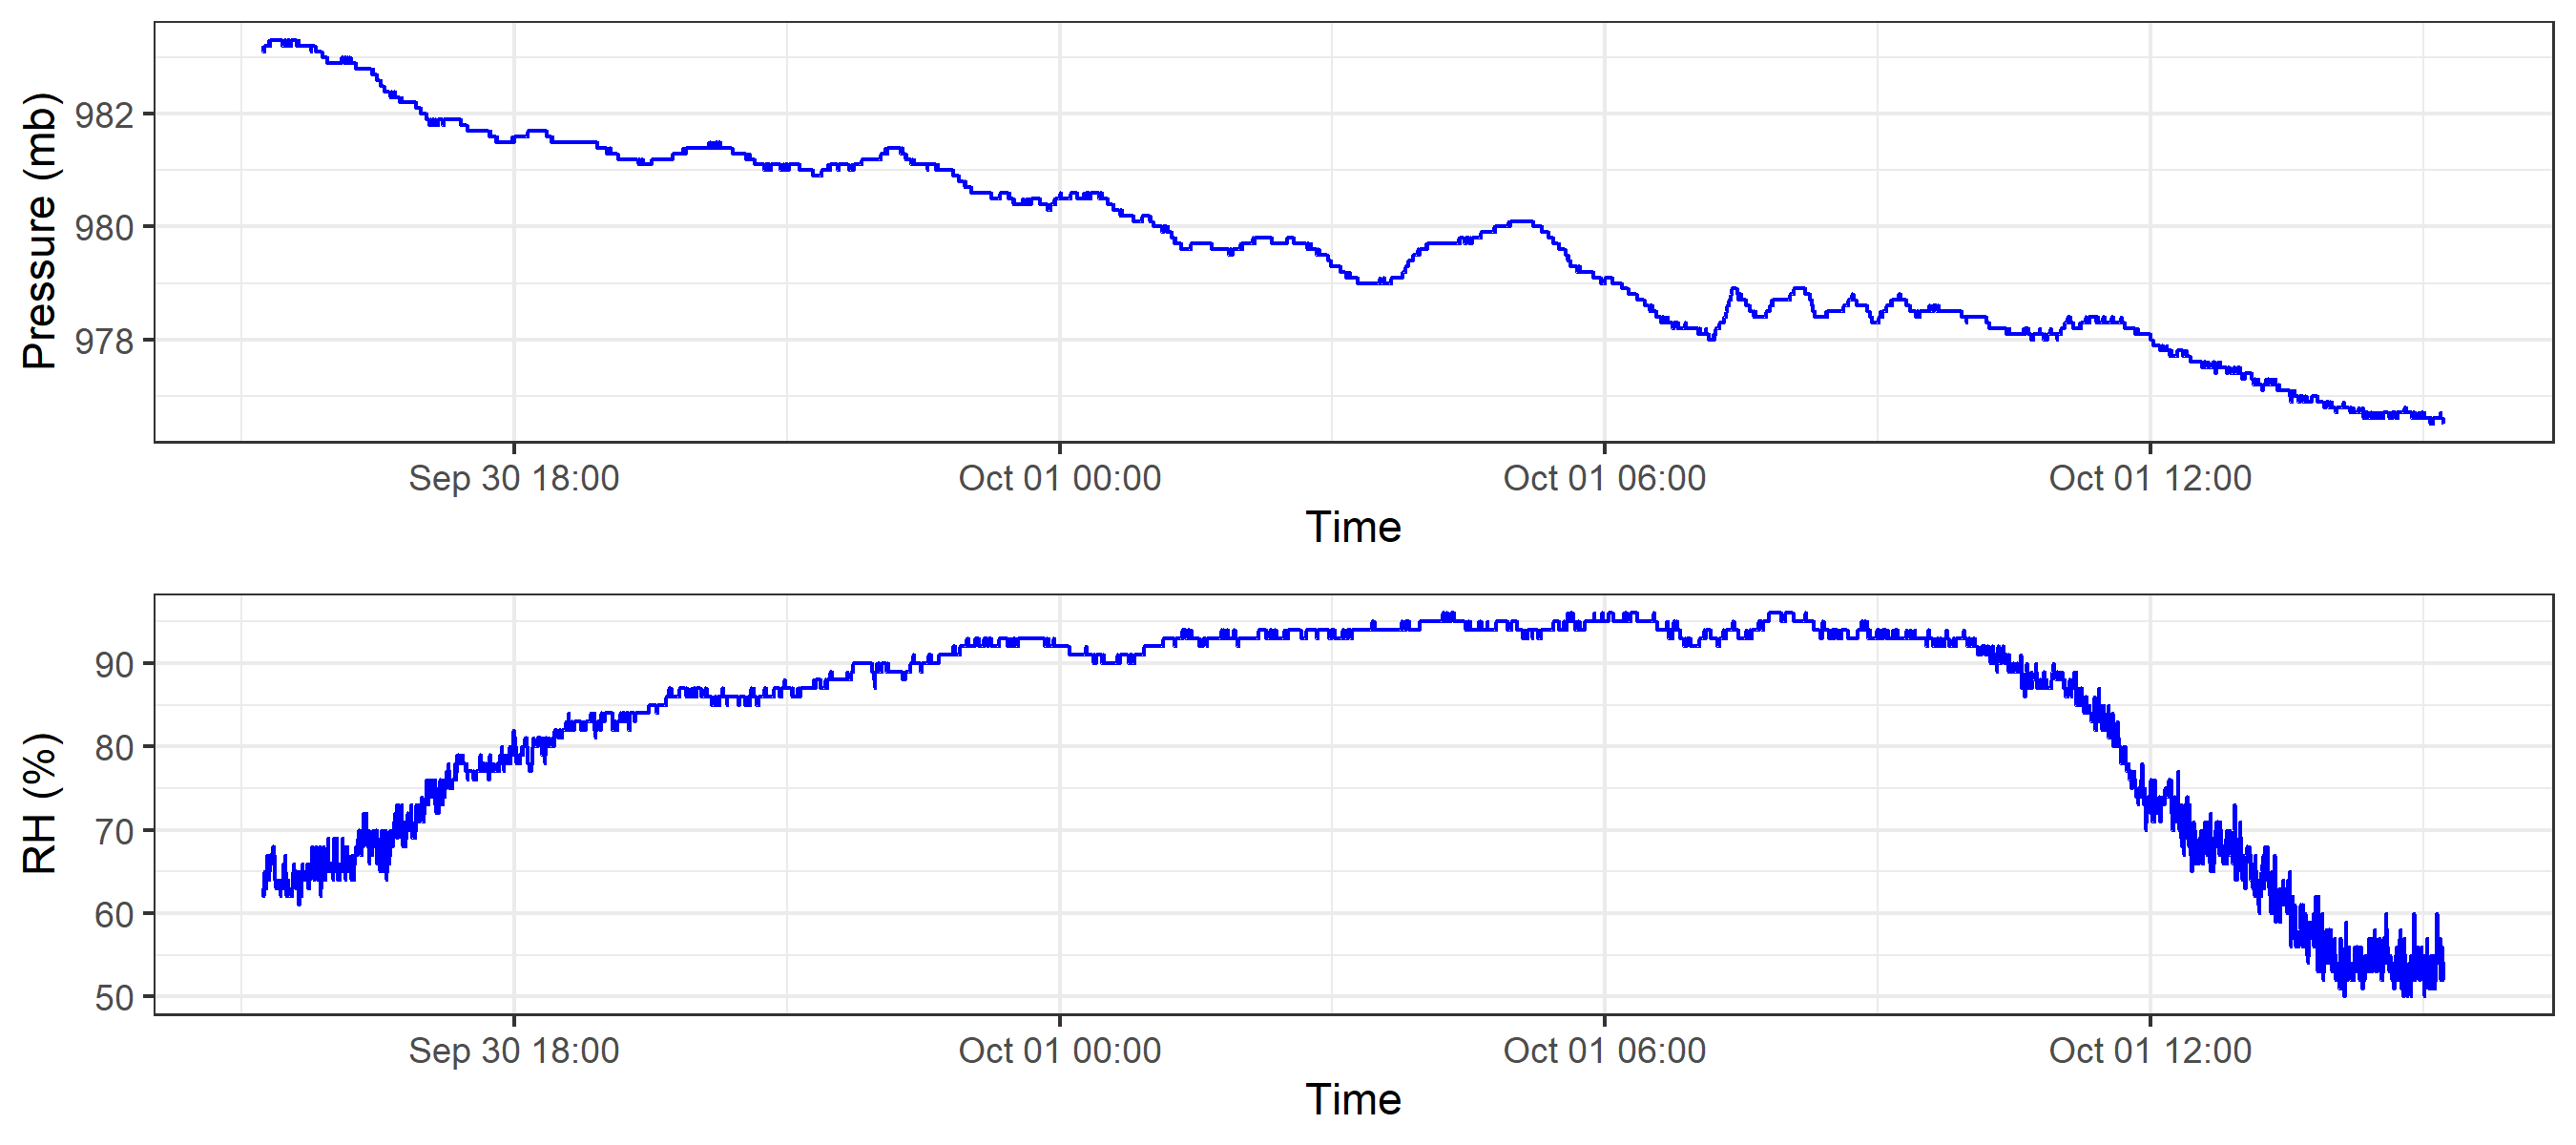 Pressure (mb)
982
980
978
Sep 30 18:00
Oct 01 00:00
Oct 01 06:00
Oct 01 12:00
Time
RH (%)
90
80
70
60
50
Sep 30 18:00
Oct 01 00:00
Oct 01 06:00
Oct 01 12:00
Time